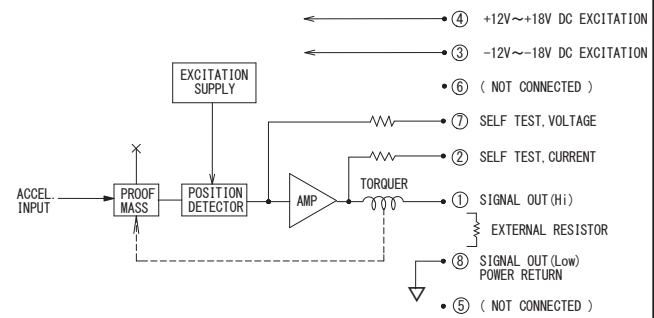 ④ +12V～+18V DC EXCITATION
③ -12V～-18V DC EXCITATION
EXCITATION
SUPPLY
⑥ ( NOT CONNECTED )
⑦ SELF TEST, VOLTAGE
② SELF TEST, CURRENT
ACCEL.
INPUT
PROOF
MASS
POSITION
DETECTOR
AMP
TORQUER
① SIGNAL OUT(Hi)
EXTERNAL RESISTOR
⑧ SIGNAL OUT(Low)
POWER RETURN
⑤ ( NOT CONNECTED )